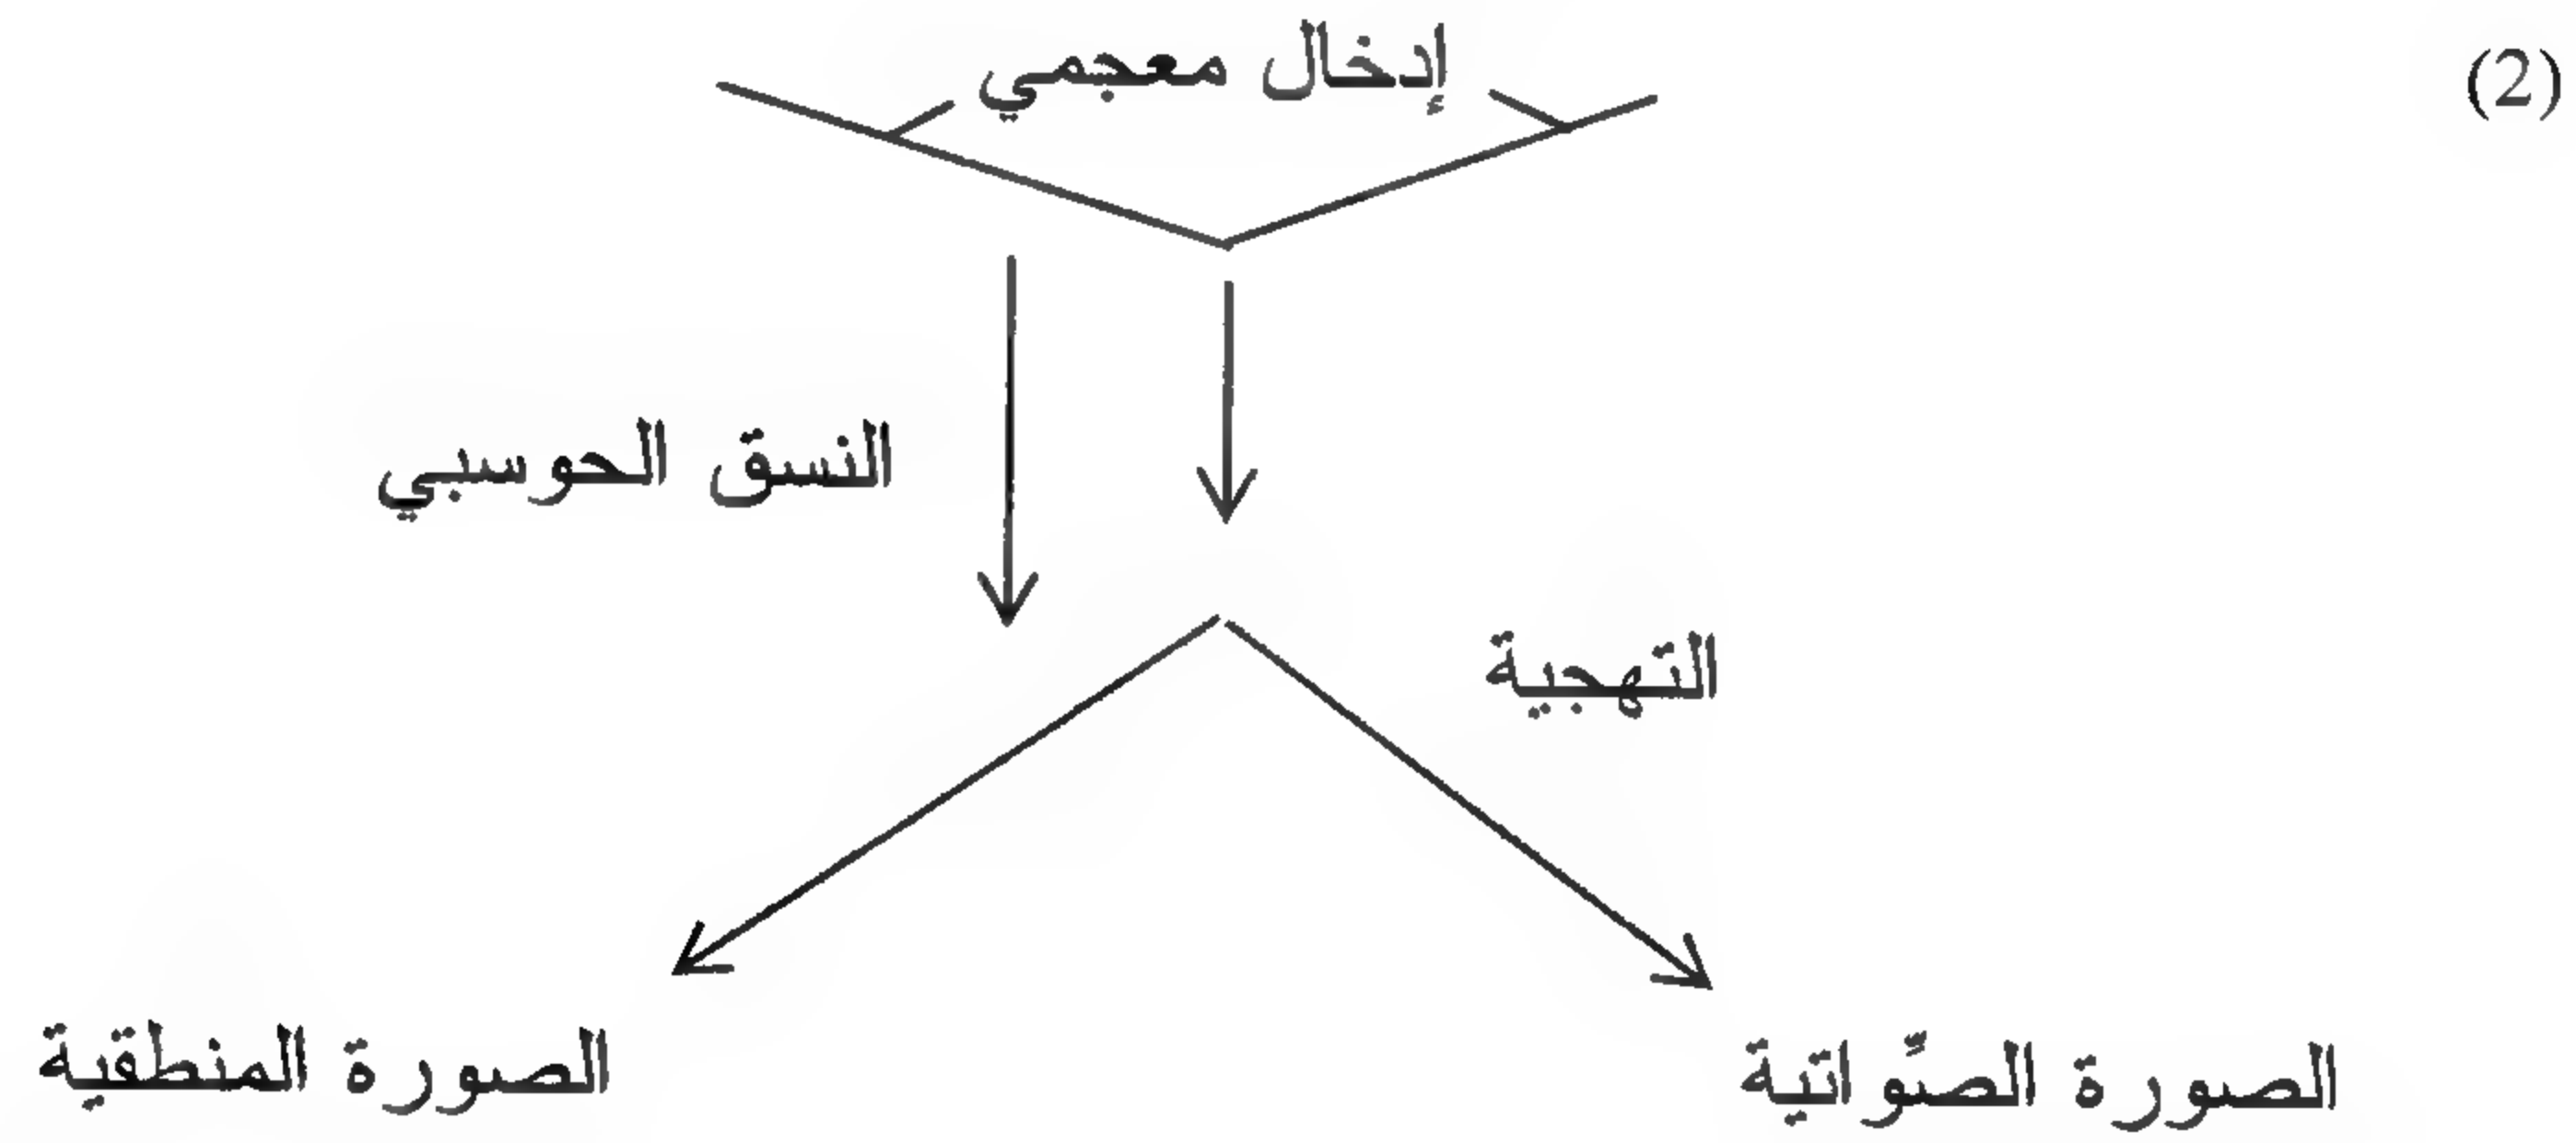 (2)
إدخال معجمي
النسق الحوسبي
التهجية
الصورة الصِّواتية
الصورة المنطقية